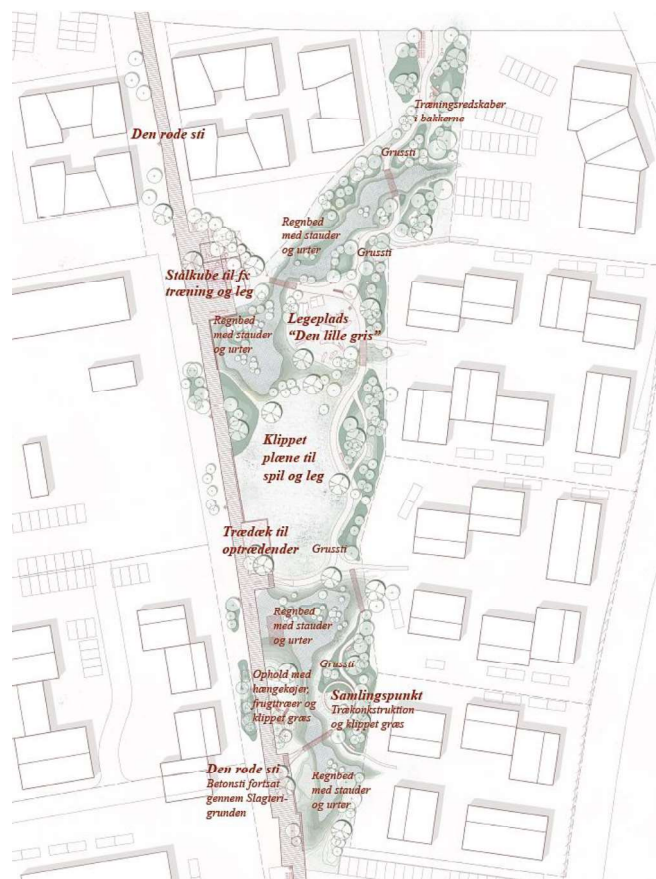 Træningsredskaber
i bakkerne
Den røde sti
Grussti
Regnbed
med stauder
og urter
Grussti
Stålkube til fx
træning og leg
Legeplads
"Den lille gris"
Regnbed
med stauder
og urter
Klippet
plæne til
spil og leg
Trædæk til
optrædender
Grussti
Regnbed
med stauder
og urter
Grussti
Ophold med
hængekøjer,
frugttræer og
klippet græs
Samlingspunkt
Trækonkstruktion
og klippet græs
Den røde sti
Betonsti fortsat
gennem Slagteri-
grunden
Regnbed
med stauder
og urter